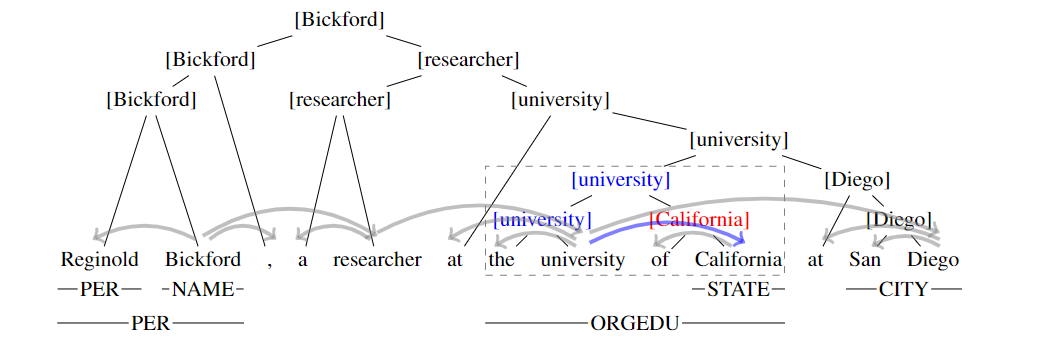 [Bickford]
[Bickford] [researcher]
[Bickford] [researcher] [university]
[university]
[university] [Diego]
[university] [California] [Diego]
Reginold Bickford , a researcher at the university of California at San Diego
PER NAME STATE CITY
PER ORGEDU